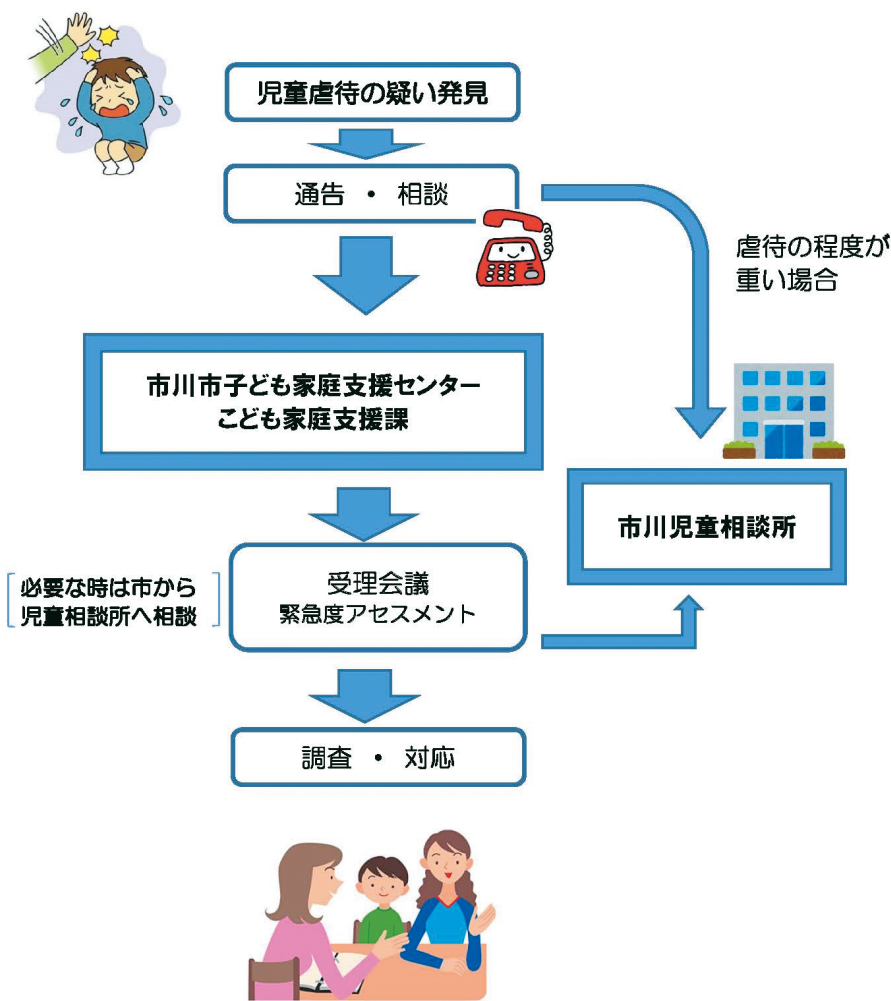 児童虐待の疑い発見
通告 ・ 相談
虐待の程度が
重い場合
市川市子ども家庭支援センター
こども家庭支援課
市川児童相談所
必要な時は市から
児童相談所へ相談
受理会議
緊急度アセスメント
調査 ・ 対応